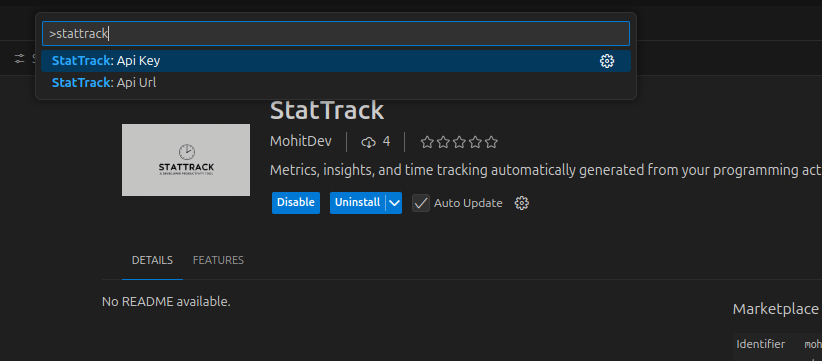 >stattrack
StatTrack: Api Key
StatTrack: Api Url
StatTrack
MohitDev 4
STATTRACK
A DEVELOPER PRODUCTIVITY TOOL
Metrics, insights, and time tracking automatically generated from your programming act
Disable Uninstall Auto Update
DETAILS FEATURES
No README available.
Marketplace
Identifier moh